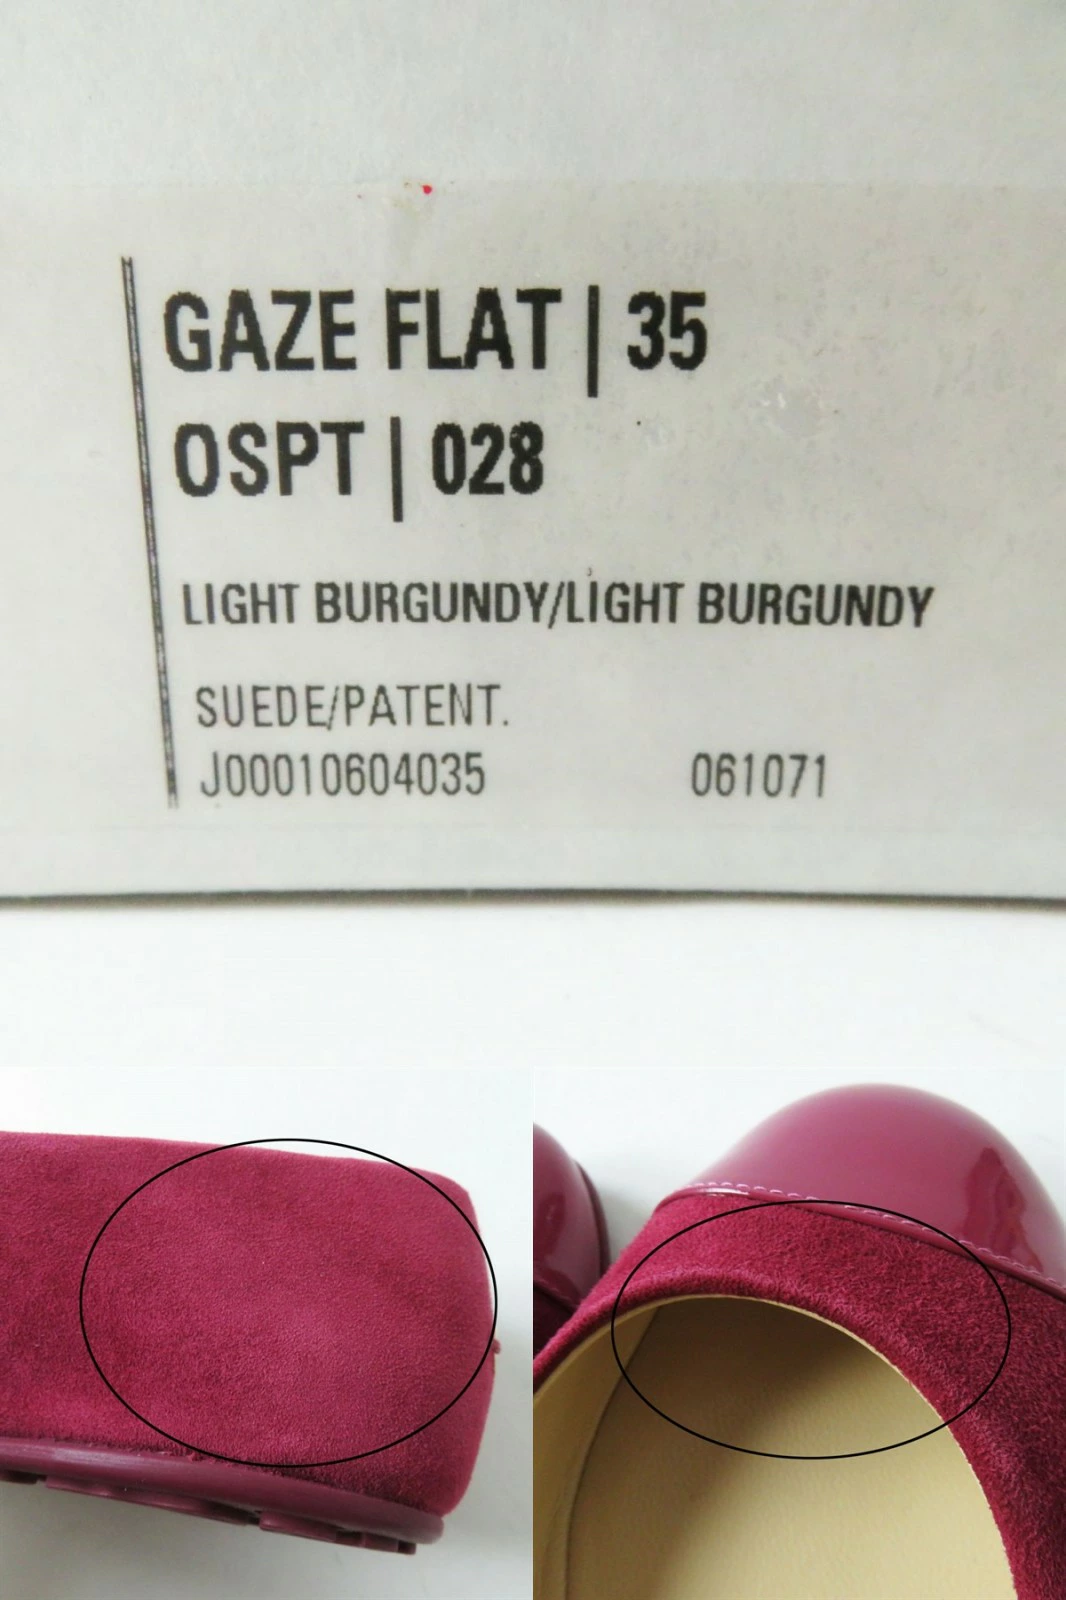 GAZE FLAT | 35
OSPT | 028
LIGHT BURGUNDY/LIGHT BURGUNDY
SUEDE/PATENT.
J00010604035 061071